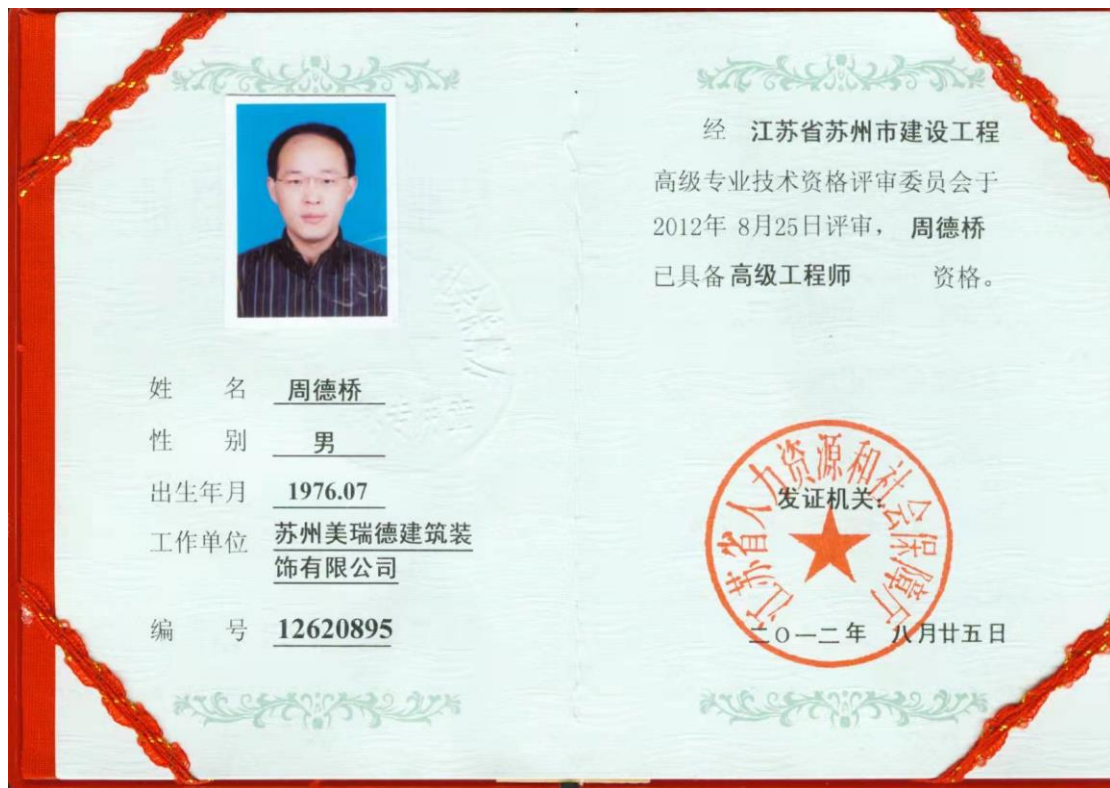 姓 名 周德桥
性 别 男
出生年月 1976.07
工作单位 苏州美瑞德建筑装
饰有限公司
编 号 12620895
经 江苏省苏州市建设工程
高级专业技术资格评审委员会于
2012年 8月25日评审， 周德桥
已具备 高级工程师 资格。
江苏省人力资源和社会保障厅
发证机关:
二〇一二年 八月廿五日